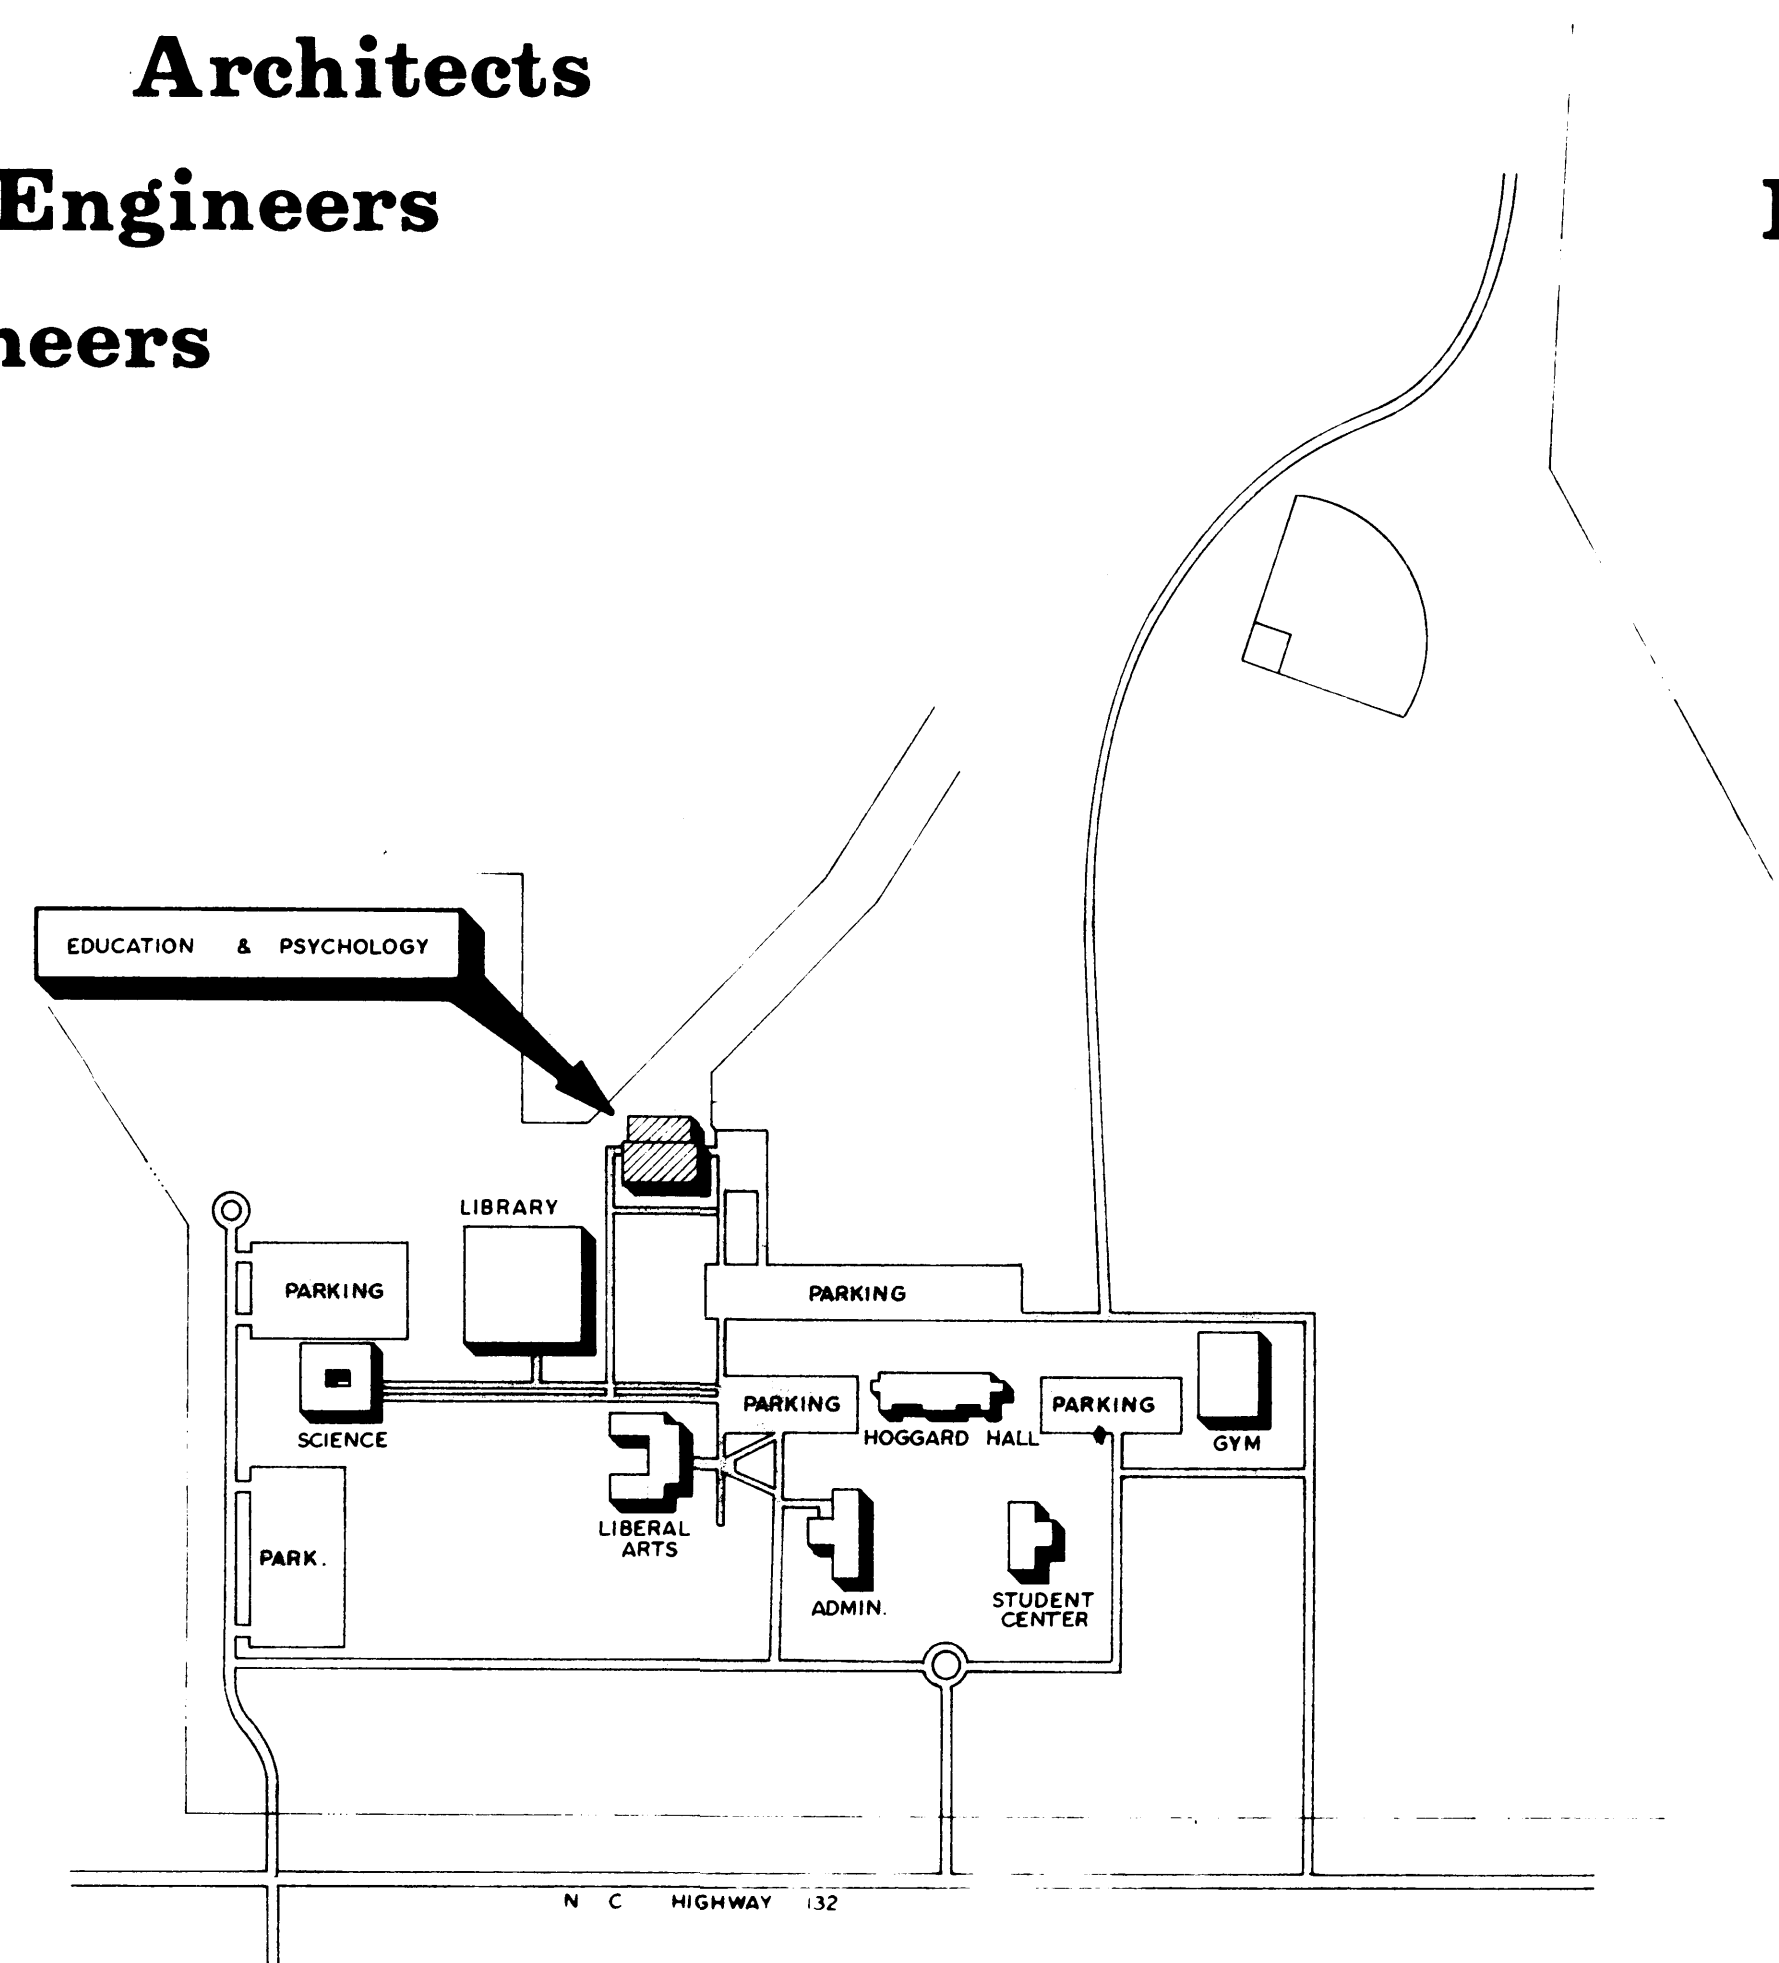 Architects
Engineers
neers
EDUCATION & PSYCHOLOGY
LIBRARY
PARKING
PARKING
PARKING
PARKING
HOGGARD HALL
SCIENCE
GYM
LIBERAL
ARTS
PARK.
ADMIN.
STUDENT
CENTER
N C HIGHWAY 132